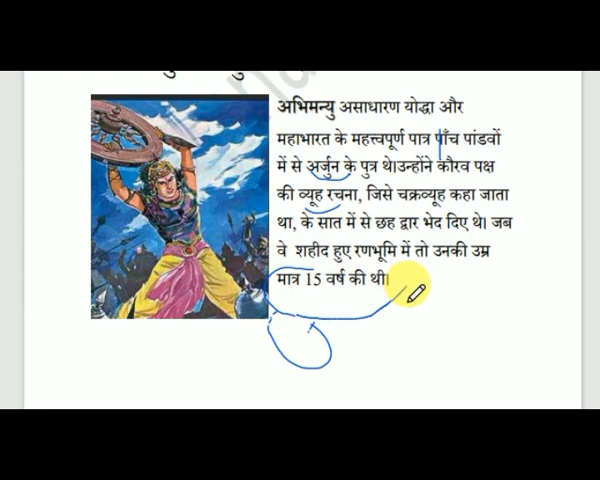 अभिमन्यु असाधारण योद्धा और
महाभारत के महत्त्वपूर्ण पात्र पाँच पांडवों
में से अर्जुन के पुत्र थे।उन्होंने कौरव पक्ष
की व्यूह रचना, जिसे चक्रव्यूह कहा जाता
था, के सात में से छह द्वार भेद दिए थे। जब
वे शहीद हुए रणभूमि में तो उनकी उम्र
मात्र 15 वर्ष की थी।